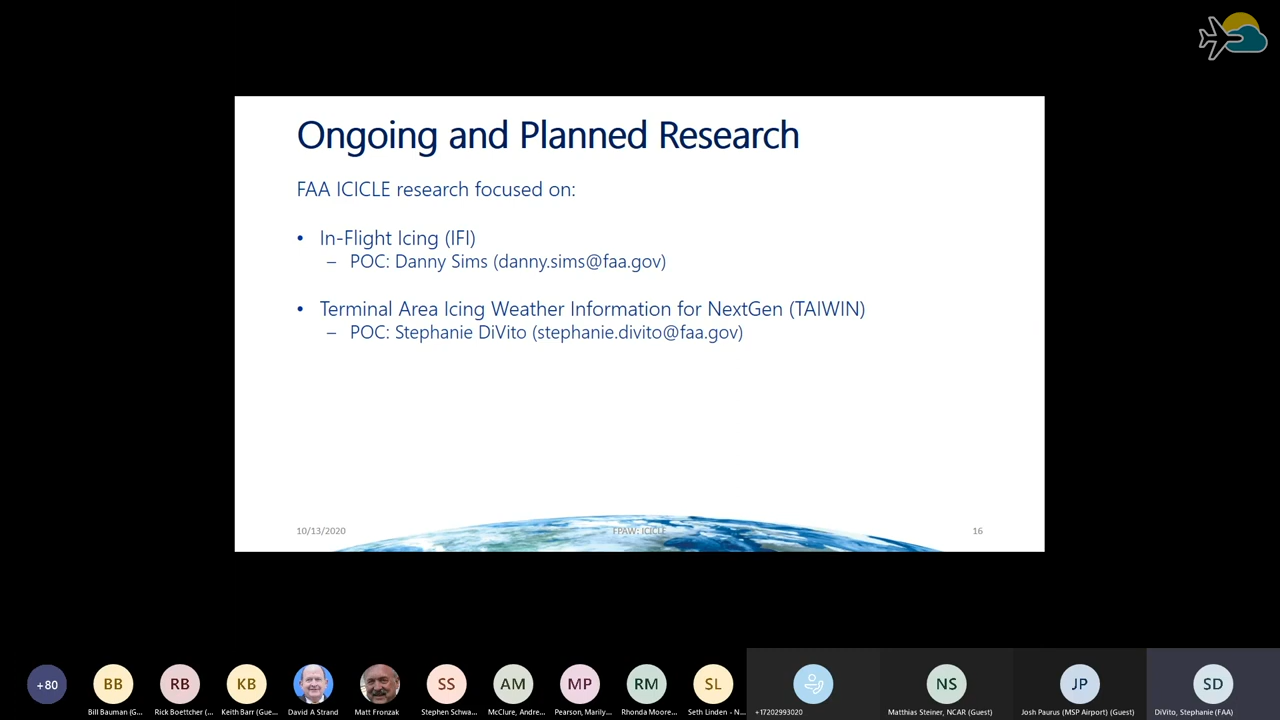 Ongoing and Planned Research
FAA ICICLE research focused on:
• In-Flight Icing (IFI)
– POC: Danny Sims (danny.sims@faa.gov)
• Terminal Area Icing Weather Information for NextGen (TAIWIN)
– POC: Stephanie DiVito (stephanie.divito@faa.gov)
10/13/2020
FPAW: ICICLE
16
+80
BB
RB
KB
SS
AM
MP
RM
SL
NS
JP
SD
Bill Bauman (G...
Rick Boettcher (...
Keith Barr (Gue...
David A Strand
Matt Fronzak
Stephen Schwa...
McClure, Andre...
Pearson, Marily...
Rhonda Moore...
Seth Linden - N...
+17202993020
Matthias Steiner, NCAR (Guest)
Josh Paurus (MSP Airport) (Guest)
DiVito, Stephanie (FAA)